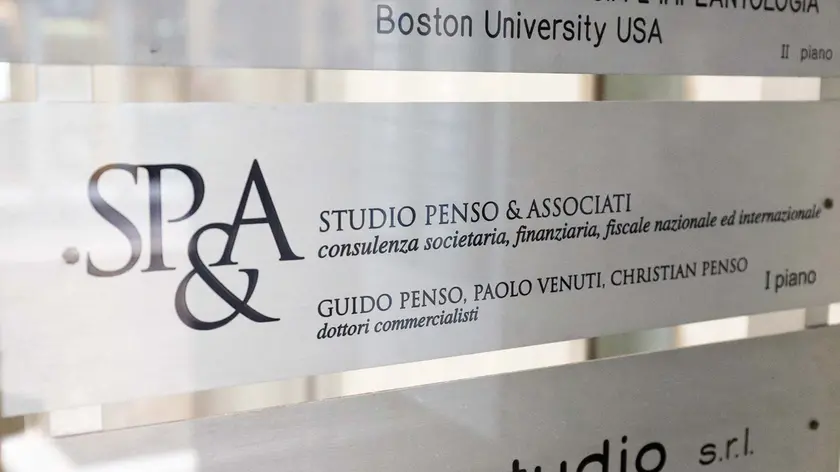 IMPLANTOLOGIA
Boston University USA
II piano
SP&A
STUDIO PENSO & ASSOCIATI
consulenza societaria, finanziaria, fiscale nazionale ed internazionale
GUIDO PENSO, PAOLO VENUTI, CHRISTIAN PENSO
dottori commercialisti
I piano
s.r.l.